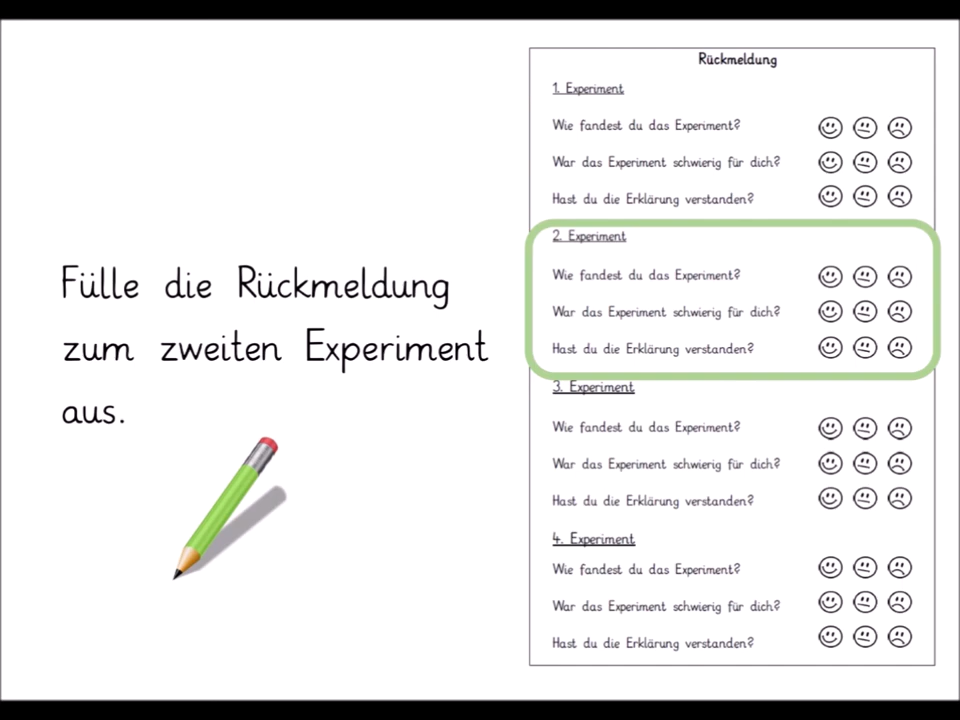 Fülle die Rückmeldung
zum zweiten Experiment
aus.
Rückmeldung
1. Experiment
Wie fandest du das Experiment?
War das Experiment schwierig für dich?
Hast du die Erklärung verstanden?
2. Experiment
Wie fandest du das Experiment?
War das Experiment schwierig für dich?
Hast du die Erklärung verstanden?
3. Experiment
Wie fandest du das Experiment?
War das Experiment schwierig für dich?
Hast du die Erklärung verstanden?
4. Experiment
Wie fandest du das Experiment?
War das Experiment schwierig für dich?
Hast du die Erklärung verstanden?